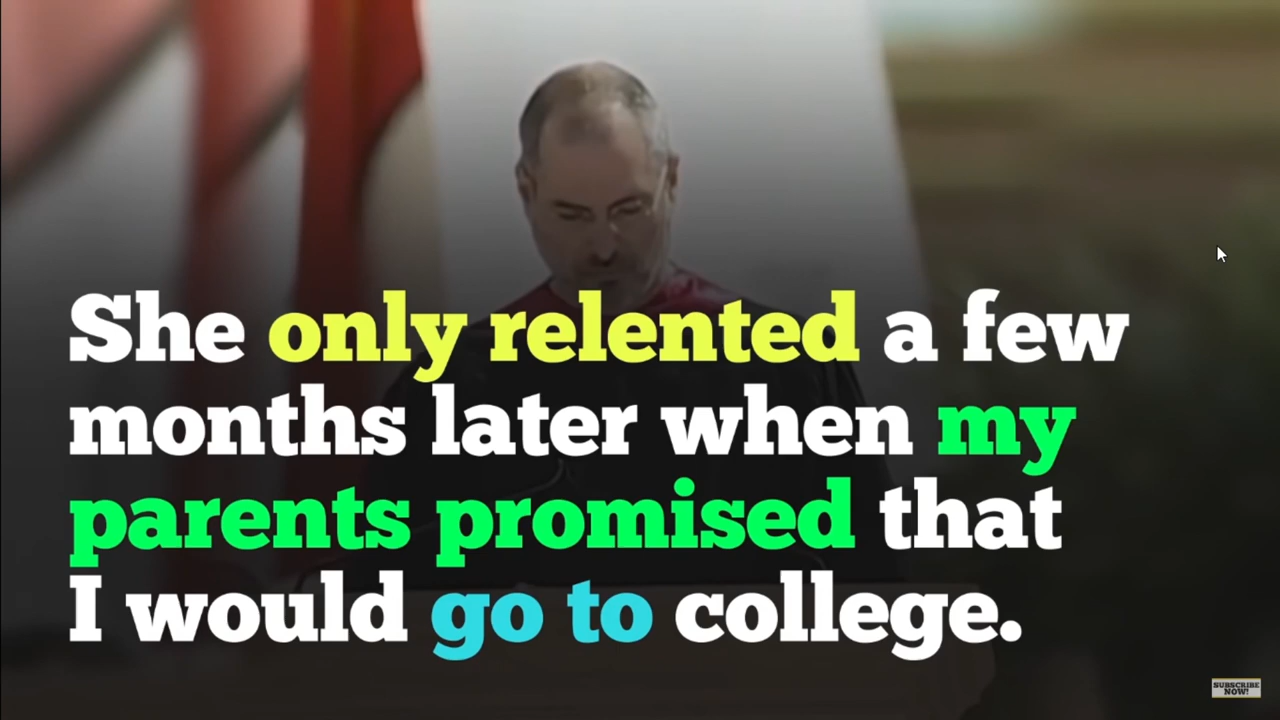 She only relented a few
months later when my
parents promised that
I would go to college.
SUBSCRIBE
NOW!